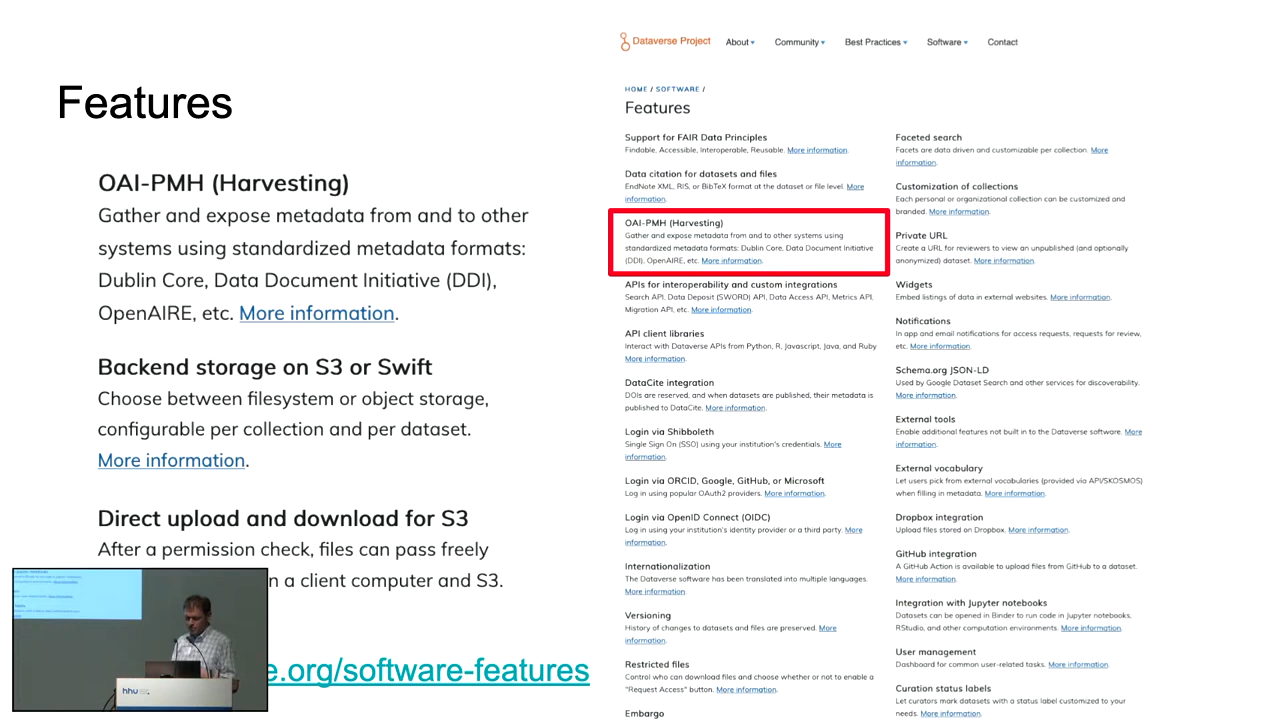 Features
OAI-PMH (Harvesting)
Gather and expose metadata from and to other
systems using standardized metadata formats:
Dublin Core, Data Document Initiative (DDI),
OpenAIRE, etc. More information.
Backend storage on S3 or Swift
Choose between filesystem or object storage,
configurable per collection and per dataset.
More information.
Direct upload and download for S3
After a permission check, files can pass freely
n a client computer and S3.
e.org/software-features
hhu
Dataverse Project
About
Community
Best Practices
Software
Contact
HOME / SOFTWARE /
Features
Support for FAIR Data Principles
Findable, Accessible, Interoperable, Reusable. More information.
Data citation for datasets and files
EndNote XML, RIS, or BibTeX format at the dataset or file level. More
information.
OAI-PMH (Harvesting)
Gather and expose metadata from and to other systems using
standardized metadata formats: Dublin Core, Data Document Initiative
(DDI), OpenAIRE, etc. More information.
APIs for interoperability and custom integrations
Search API, Data Deposit (SWORD) API, Data Access API, Metrics API,
Migration API, etc. More information.
API client libraries
Interact with Dataverse APIs from Python, R, Javascript, Java, and Ruby
More information.
DataCite integration
DOIs are reserved, and when datasets are published, their metadata is
published to DataCite. More information.
Login via Shibboleth
Single Sign On (SSO) using your institution's credentials. More
information.
Login via ORCID, Google, GitHub, or Microsoft
Log in using popular OAuth2 providers. More information.
Login via OpenID Connect (OIDC)
Log in using your institution's identity provider or a third party. More
information.
Internationalization
The Dataverse software has been translated into multiple languages.
More information.
Versioning
History of changes to datasets and files are preserved. More
information.
Restricted files
Control who can download files and choose whether or not to enable a
"Request Access" button. More information.
Embargo
Faceted search
Facets are data driven and customizable per collection. More
information.
Customization of collections
Each personal or organizational collection can be customized and
branded. More information.
Private URL
Create a URL for reviewers to view an unpublished (and optionally
anonymized) dataset. More information.
Widgets
Embed listings of data in external websites. More information.
Notifications
In app and email notifications for access requests, requests for review,
etc. More information.
Schema.org JSON-LD
Used by Google Dataset Search and other services for discoverability.
More information.
External tools
Enable additional features not built in to the Dataverse software. More
information.
External vocabulary
Let users pick from external vocabularies (provided via API/SKOSMOS)
when filling in metadata. More information.
Dropbox integration
Upload files stored on Dropbox. More information.
GitHub integration
A GitHub Action is available to upload files from GitHub to a dataset.
More information.
Integration with Jupyter notebooks
Datasets can be opened in Binder to run code in Jupyter notebooks,
RStudio, and other computation environments. More information.
User management
Dashboard for common user-related tasks. More information.
Curation status labels
Let curators mark datasets with a status label customized to your
needs. More information.